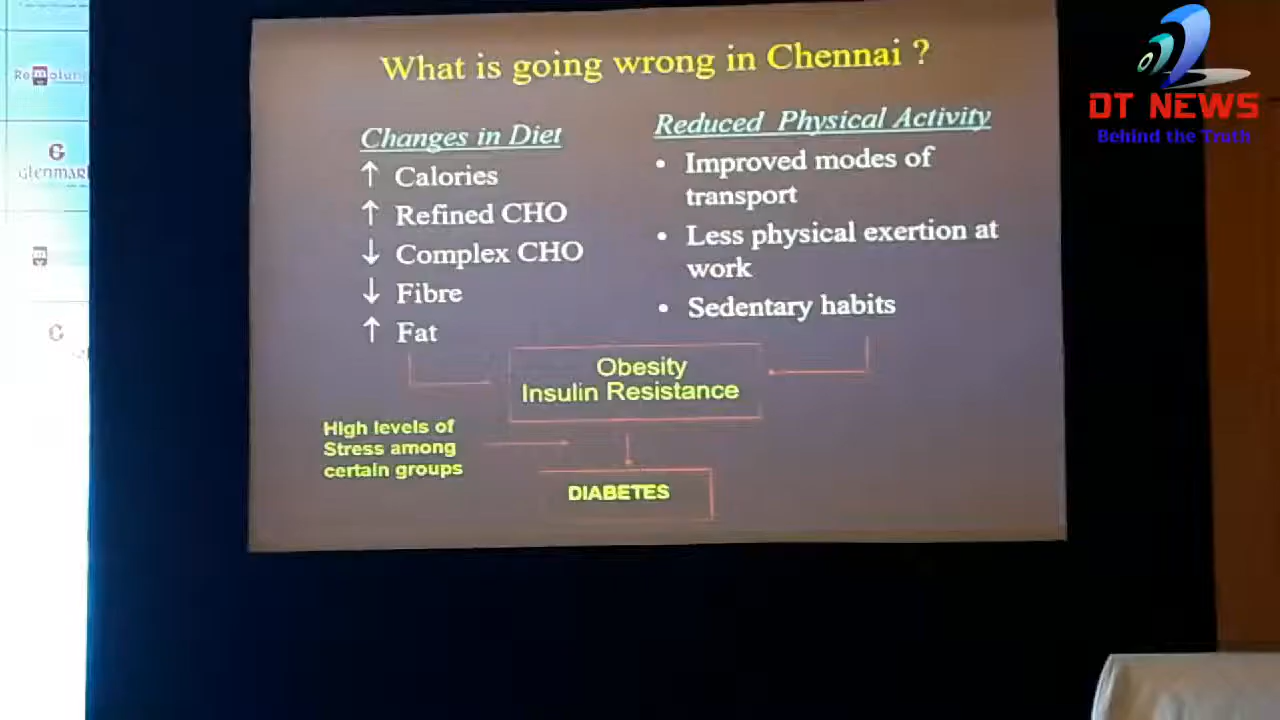 What is going wrong in Chennai ?
Changes in Diet
↑ Calories
↑ Refined CHO
↓ Complex CHO
↓ Fibre
↑ Fat
Reduced Physical Activity
• Improved modes of
transport
• Less physical exertion at
work
• Sedentary habits
Obesity
Insulin Resistance
High levels of
Stress among
certain groups
DIABETES
DT NEWS
Behind the Truth
G
Glenmark
m
G